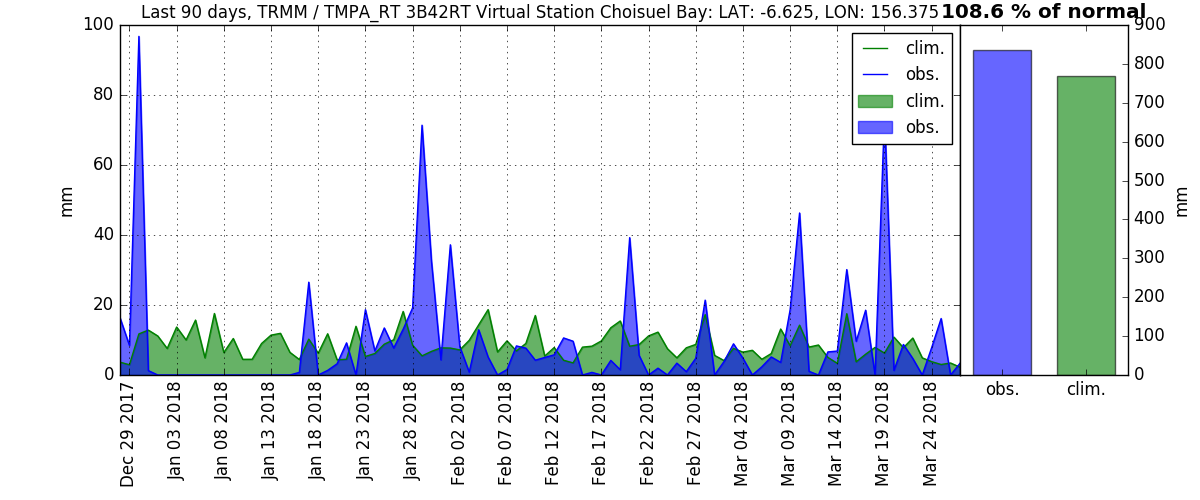 Last 90 days, TRMM / TMPA_RT 3B42RT Virtual Station Choisuel Bay: LAT: -6.625, LON: 156.375
108.6 % of normal
mm
100
80
60
40
20
0
clim.
obs.
clim.
obs.
Dec 29 2017
Jan 03 2018
Jan 08 2018
Jan 13 2018
Jan 18 2018
Jan 23 2018
Jan 28 2018
Feb 02 2018
Feb 07 2018
Feb 12 2018
Feb 17 2018
Feb 22 2018
Feb 27 2018
Mar 04 2018
Mar 09 2018
Mar 14 2018
Mar 19 2018
Mar 24 2018
900
800
700
600
500
400
300
200
100
0
mm
obs.
clim.